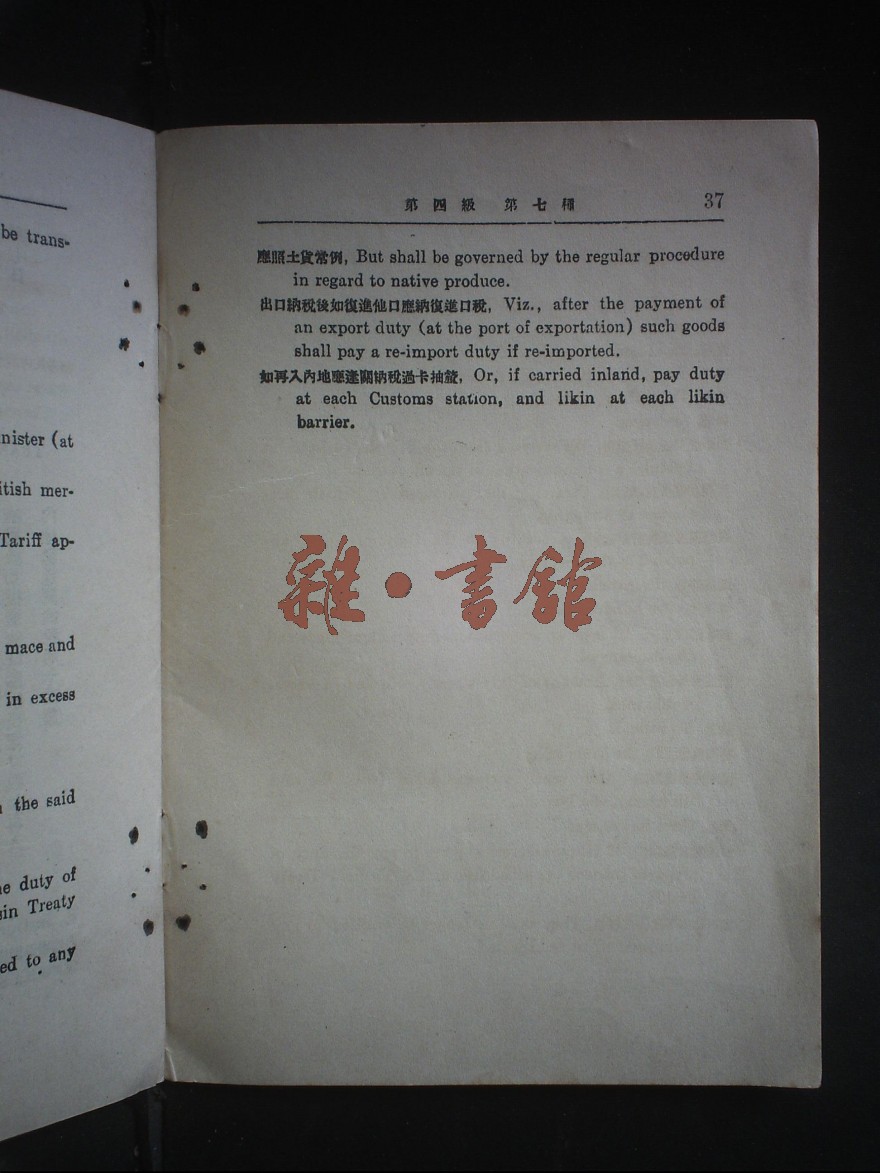 be trans-
nister (at
itish mer-
Tariff ap-
mace and
in excess
the said
e duty of
sin Treaty
ed to any
第四級 第七種 37
應照土貨常例, But shall be governed by the regular procedure
in regard to native produce.
出口納稅後如復進他口應納復進口稅, Viz., after the payment of
an export duty (at the port of exportation) such goods
shall pay a re-import duty if re-imported.
如再入內地應逢關納稅過卡抽釐, Or, if carried inland, pay duty
at each Customs station, and likin at each likin
barrier.
雜·書館